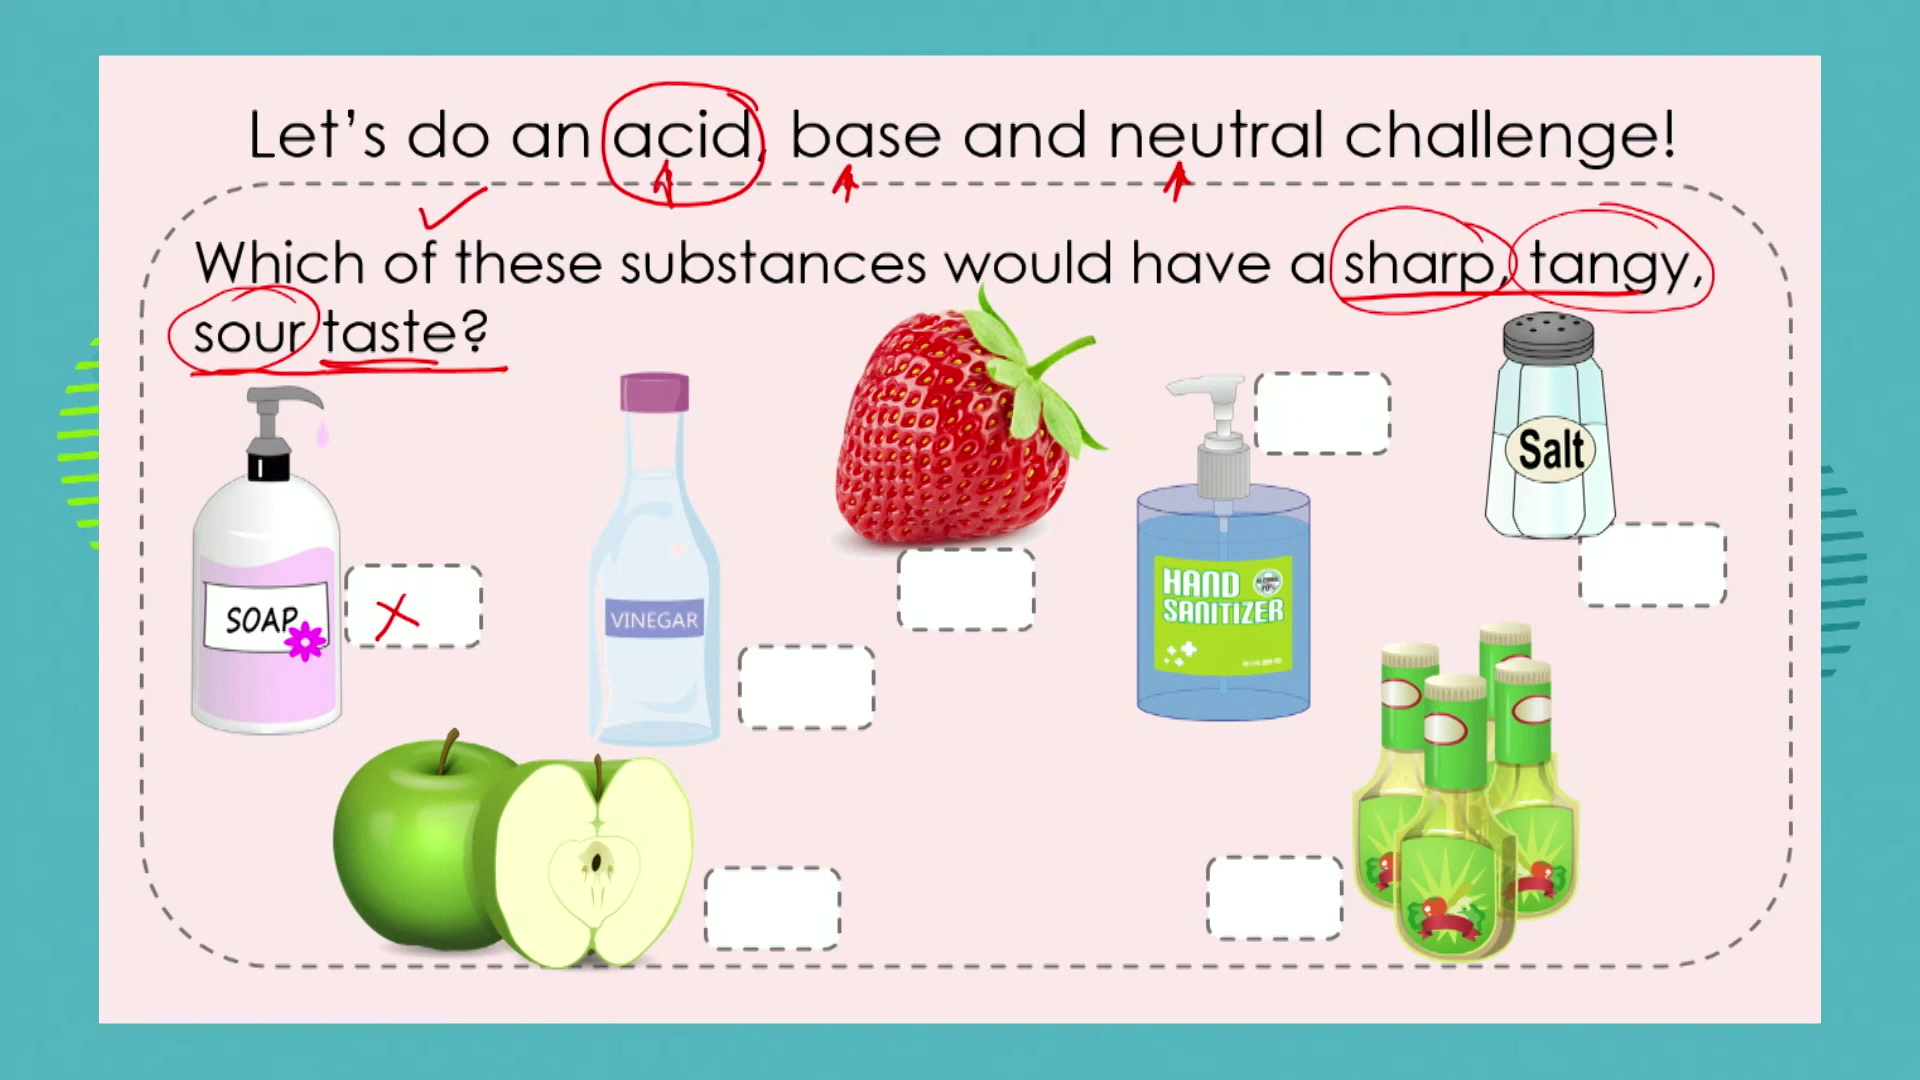 Let's do an acid, base and neutral challenge!
Which of these substances would have a sharp, tangy,
sour taste?
Salt
HAND
SANITIZER
SOAP
VINEGAR